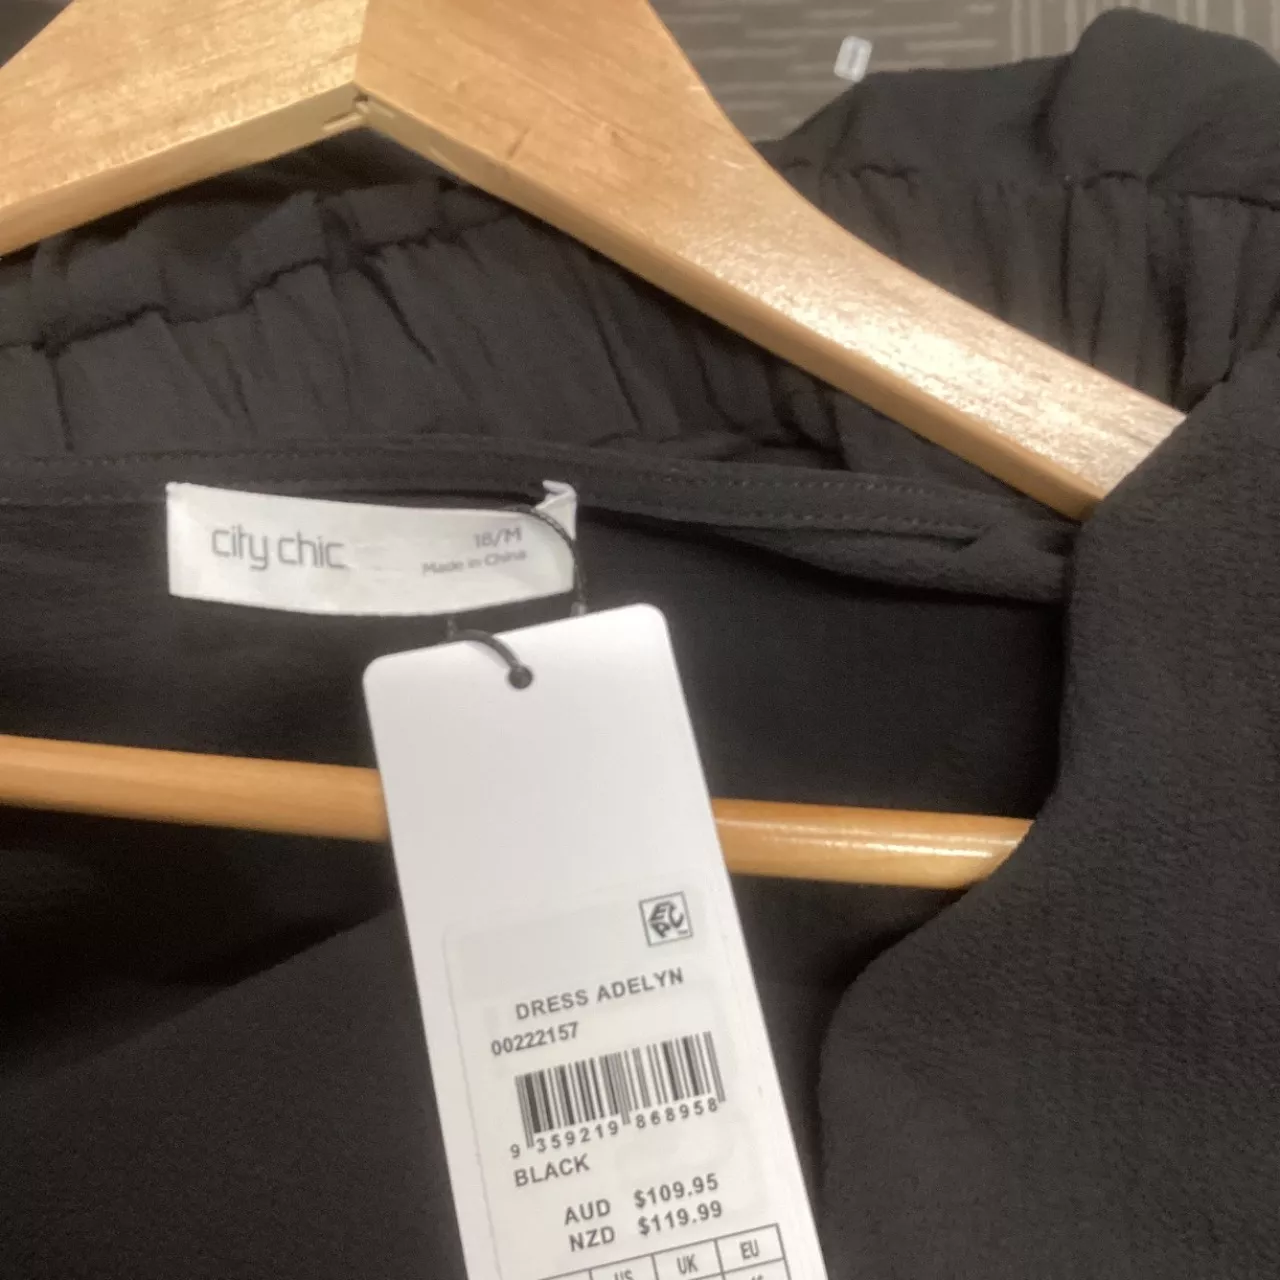 city chic
18/M
Made in China
EPC
DRESS ADELYN
00222157
9 359219 868958
BLACK
AUD $109.95
NZD $119.99
US UK EU